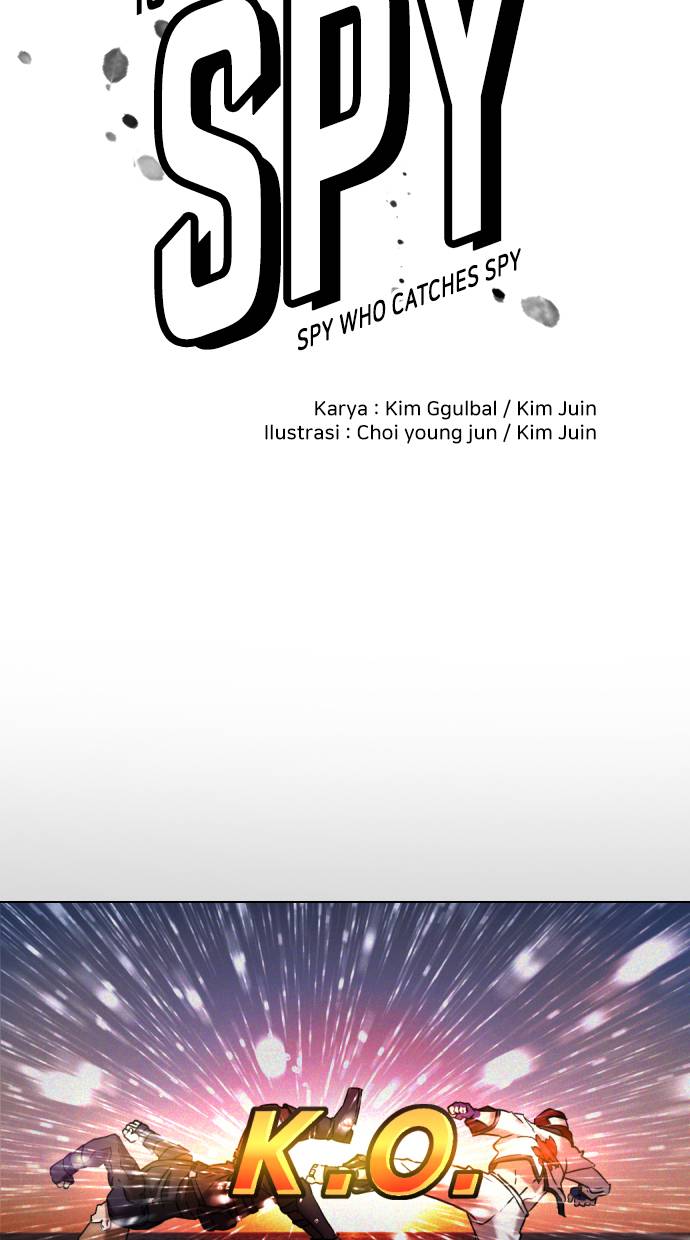 SPY
SPY WHO CATCHES SPY
Karya : Kim Ggulbal / Kim Juin
Ilustrasi : Choi young jun / Kim Juin
K.O.